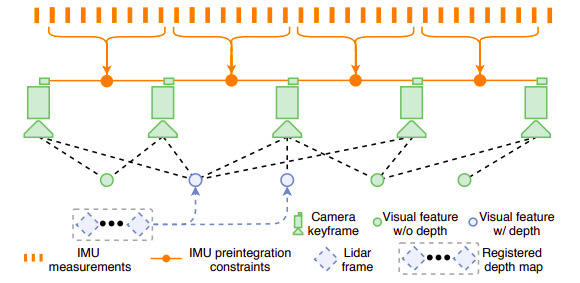 Camera
keyframe
Visual feature
w/o depth
Visual feature
w/ depth
IMU
measurements
IMU preintegration
constraints
Lidar
frame
Registered
depth map